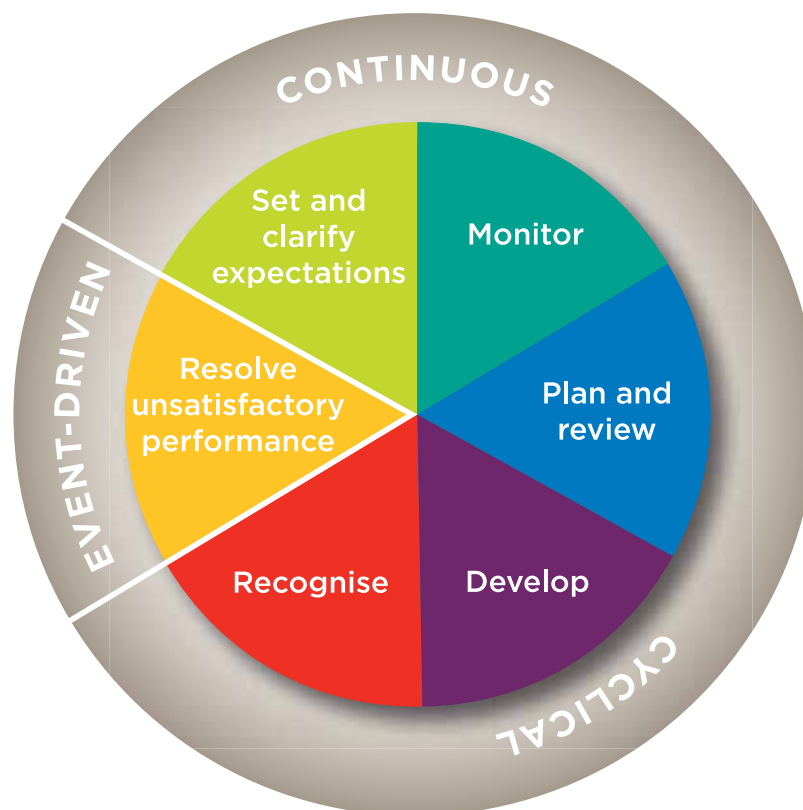 CONTINUOUS
Set and
clarify
expectations
Monitor
EVENT-DRIVEN
Resolve
unsatisfactory
performance
Plan and
review
Recognise
Develop
CYCLICAL